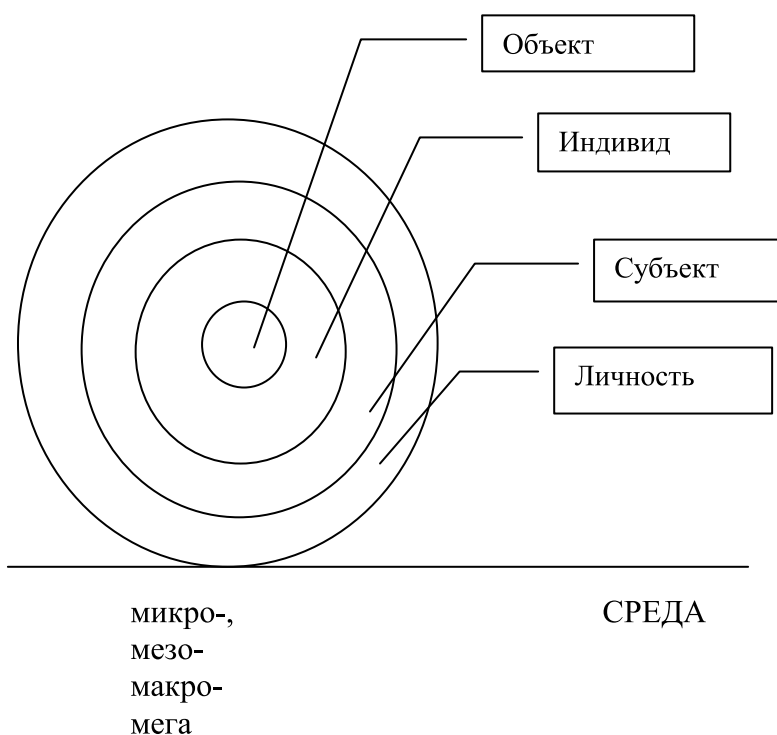 Объект
Индивид
Субъект
Личность
микро-, СРЕДА
мезо-
макро-
мега